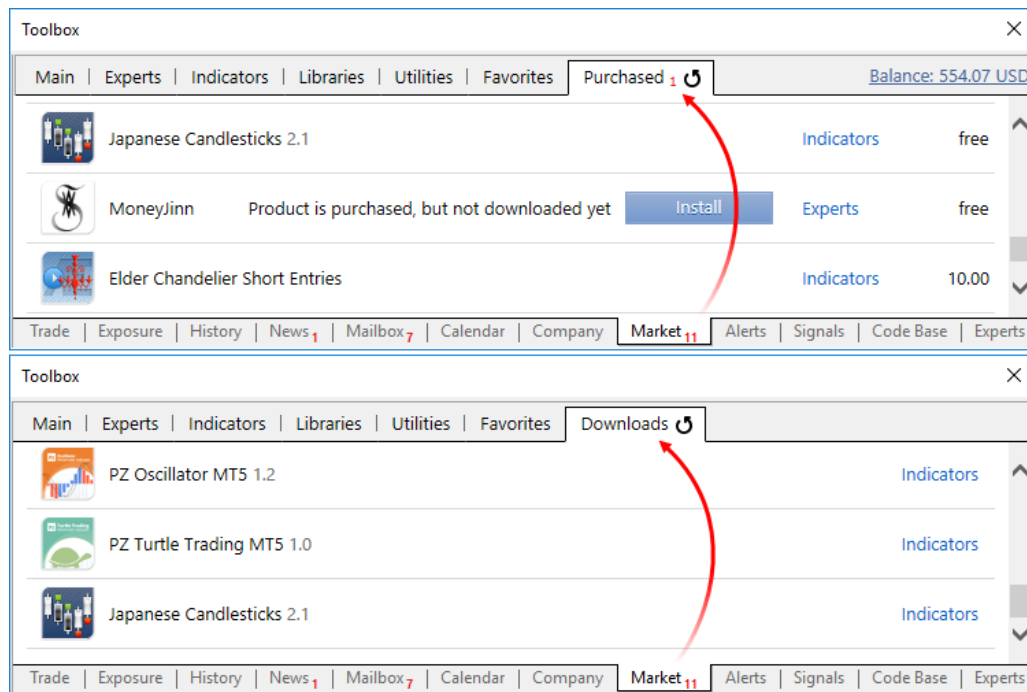 Toolbox
Main | Experts | Indicators | Libraries | Utilities | Favorites Purchased 1 Balance: 554.07 USD
Japanese Candlesticks 2.1 Indicators free
MoneyJinn Product is purchased, but not downloaded yet Install Experts free
Elder Chandelier Short Entries Indicators 10.00
Trade | Exposure | History | News 1 | Mailbox 7 | Calendar | Company Market 11 Alerts | Signals | Code Base | Experts
Toolbox
Main | Experts | Indicators | Libraries | Utilities | Favorites Downloads
PZ Oscillator MT5 1.2 Indicators
PZ Turtle Trading MT5 1.0 Indicators
Japanese Candlesticks 2.1 Indicators
Trade | Exposure | History | News 1 | Mailbox 7 | Calendar | Company Market 11 Alerts | Signals | Code Base | Experts